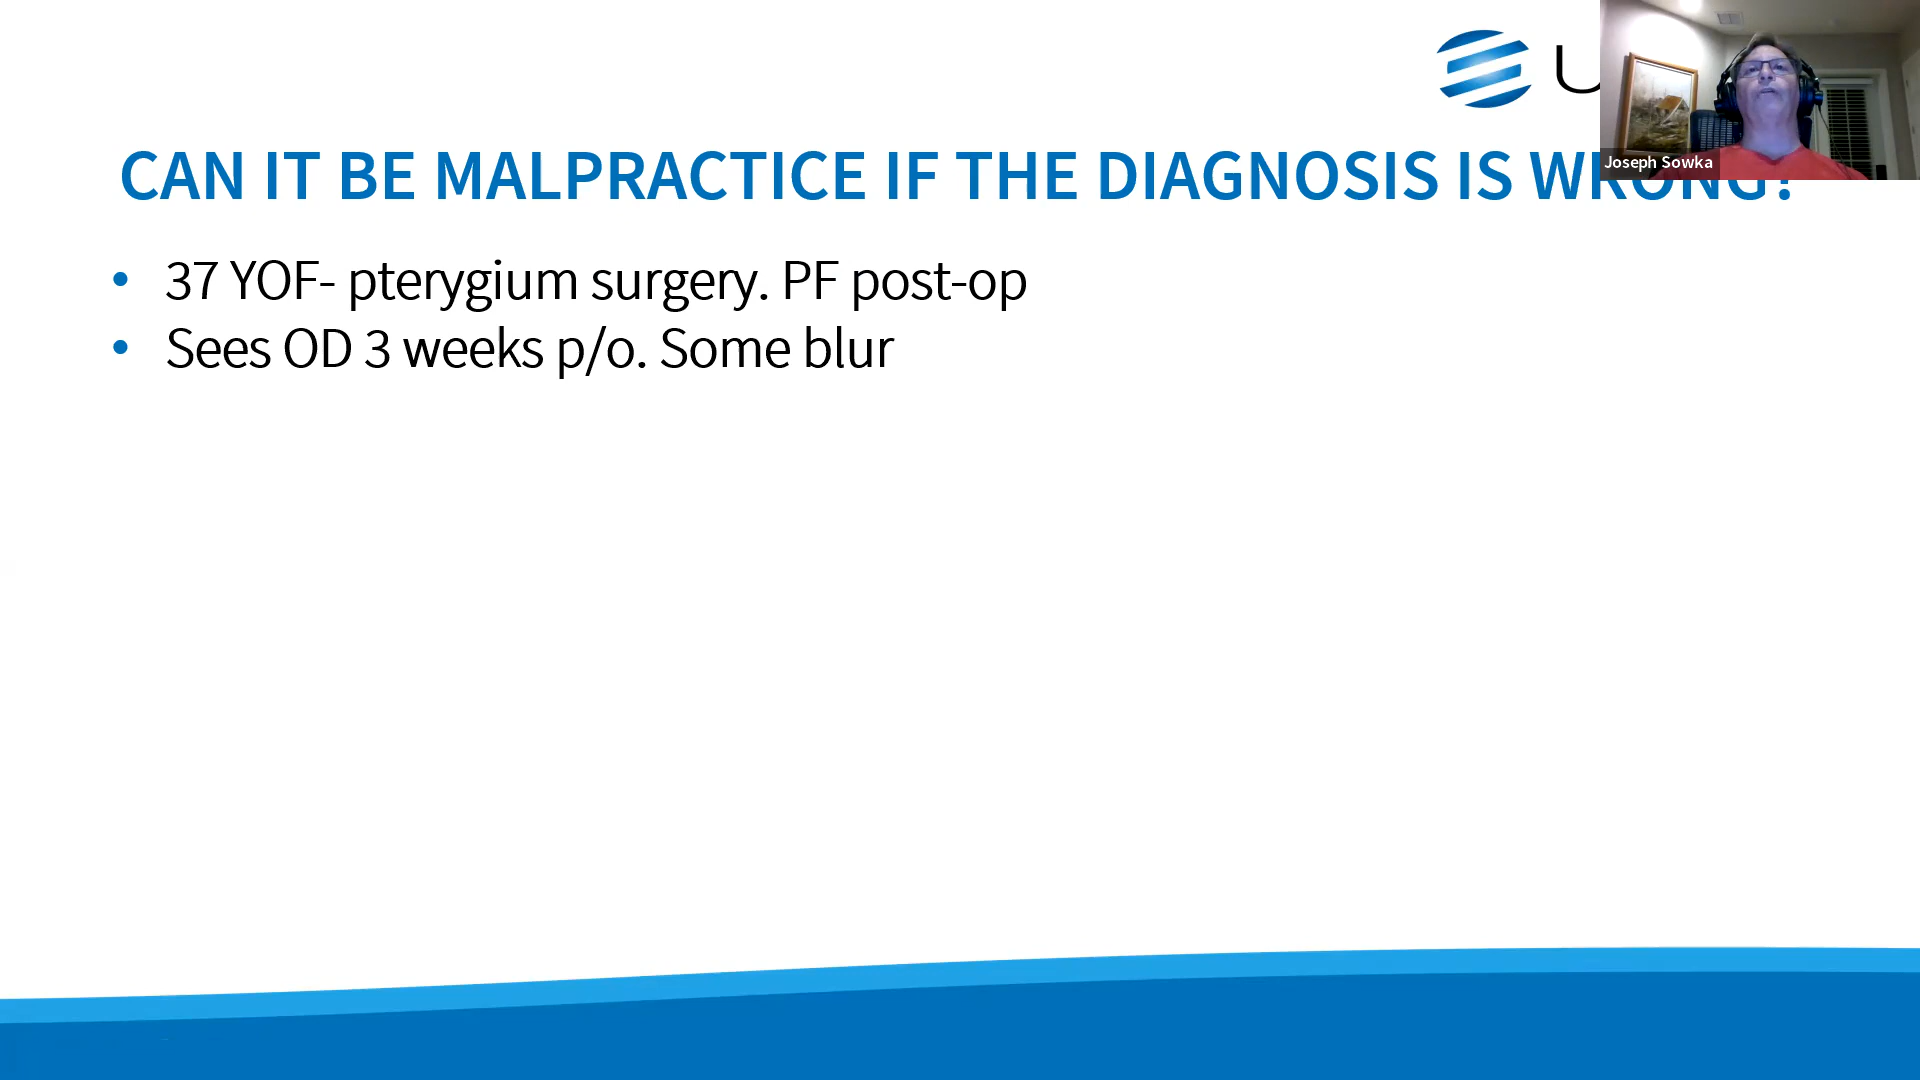 U
Joseph Sowka
CAN IT BE MALPRACTICE IF THE DIAGNOSIS IS WRONG?
• 37 YOF- pterygium surgery. PF post-op
• Sees OD 3 weeks p/o. Some blur